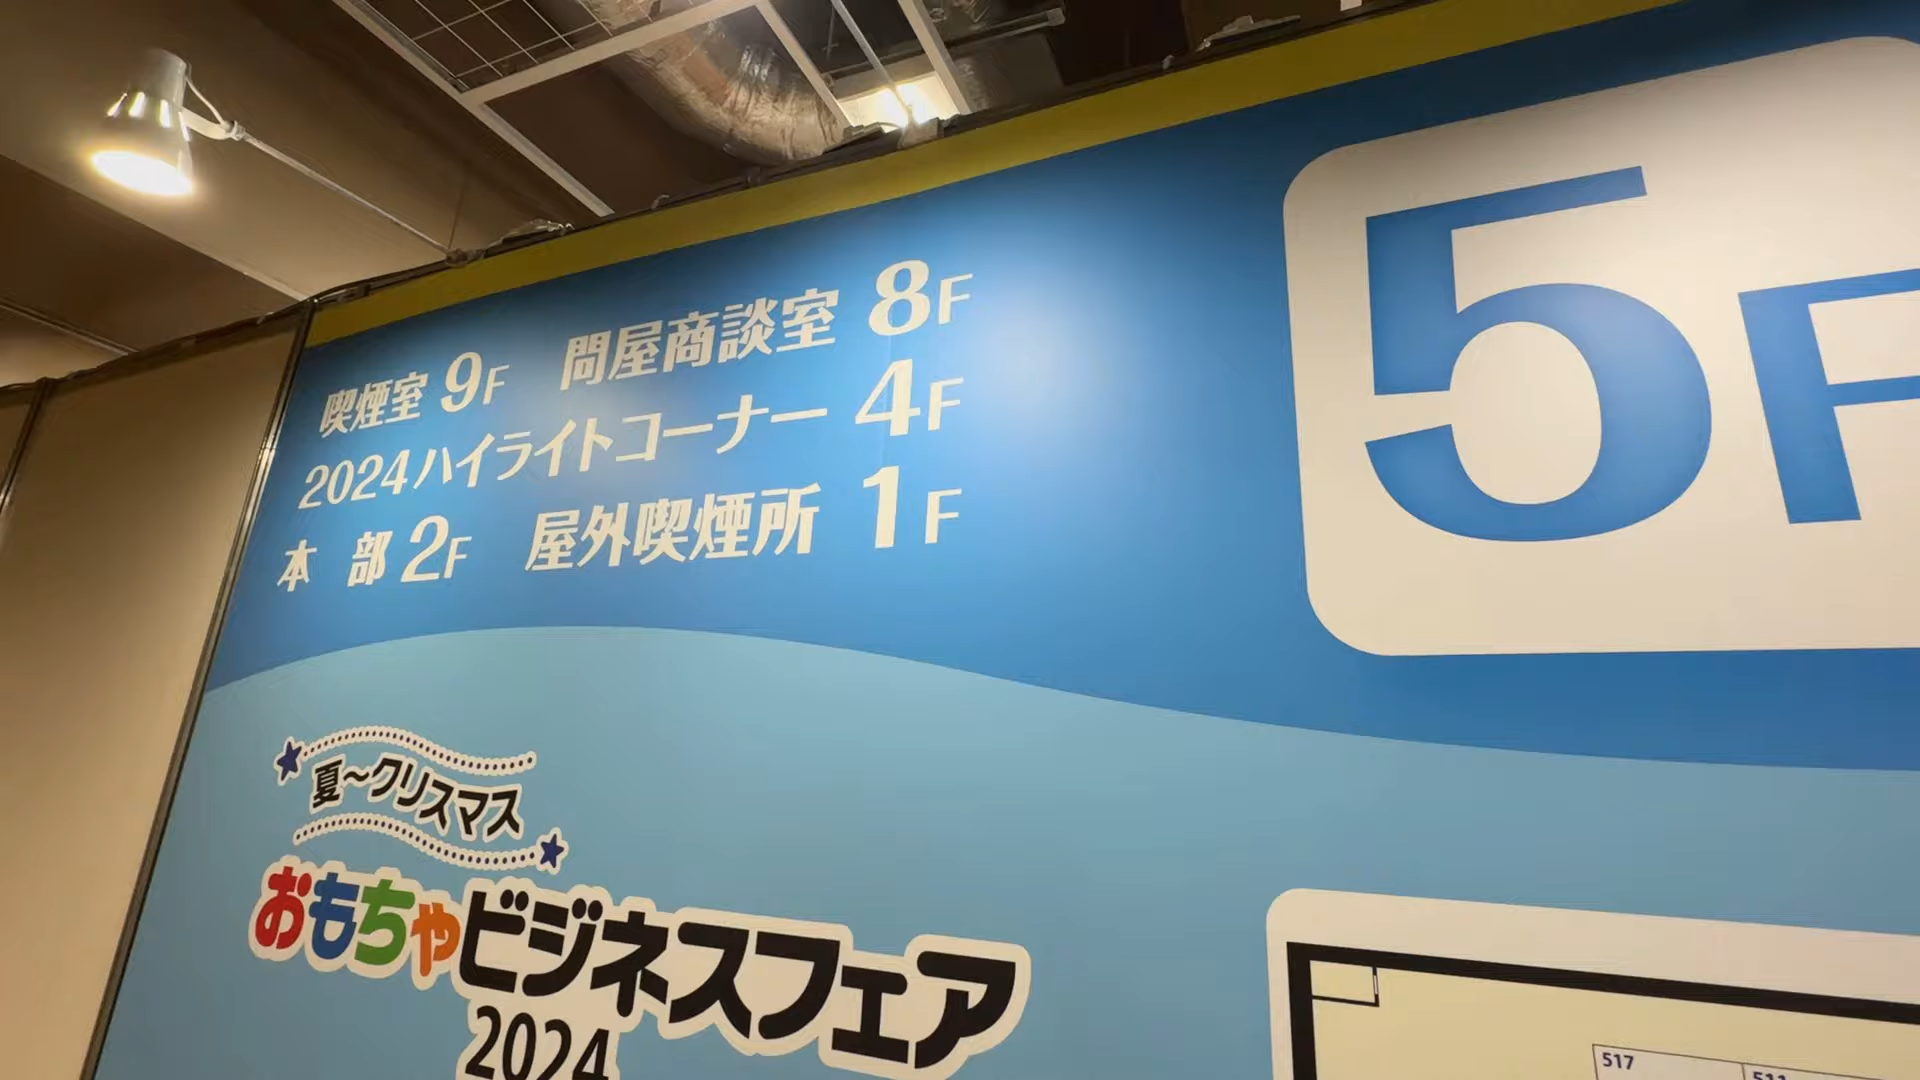 喫煙室 9F 問屋商談室 8F
2024ハイライトコーナー 4F
本 部 2F 屋外喫煙所 1F
5F
夏～クリスマス
おもちゃビジネスフェア
2024
517
511